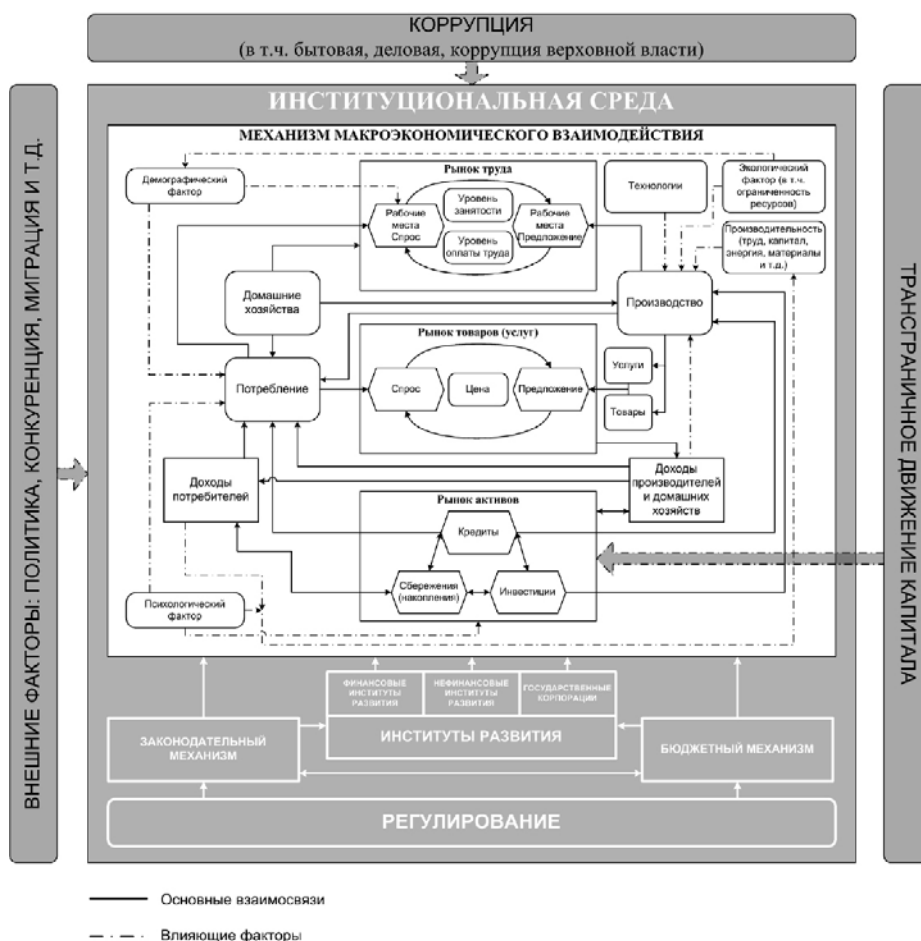 КОРРУПЦИЯ
(в т.ч. бытовая, деловая, коррупция верховной власти)
ВНЕШНИЕ ФАКТОРЫ: ПОЛИТИКА, КОНКУРЕНЦИЯ, МИГРАЦИЯ И Т.Д.
ИНСТИТУЦИОНАЛЬНАЯ СРЕДА
МЕХАНИЗМ МАКРОЭКОНОМИЧЕСКОГО ВЗАИМОДЕЙСТВИЯ
Демографический
фактор
Рынок труда
Рабочие
места
Спрос
Уровень
занятости
Уровень
оплаты труда
Рабочие
места
Предложение
Технологии
Экологический
фактор (в т.ч.
ограниченность
ресурсов)
Производительность
(труд, капитал,
энергия, материалы
и т.д.)
Домашние
хозяйства
Производство
Рынок товаров (услуг)
Потребление
Спрос
Цена
Предложение
Услуги
Товары
Доходы
потребителей
Доходы
производителей
и домашних
хозяйств
Рынок активов
Кредиты
Сбережения
(накопления)
Инвестиции
Психологический
фактор
ТРАНСГРАНИЧНОЕ ДВИЖЕНИЕ КАПИТАЛА
ФИНАНСОВЫЕ
ИНСТИТУТЫ
РАЗВИТИЯ
НЕФИНАНСОВЫЕ
ИНСТИТУТЫ
РАЗВИТИЯ
ГОСУДАРСТВЕННЫЕ
КОРПОРАЦИИ
ЗАКОНОДАТЕЛЬНЫЙ
МЕХАНИЗМ
ИНСТИТУТЫ РАЗВИТИЯ
БЮДЖЕТНЫЙ МЕХАНИЗМ
РЕГУЛИРОВАНИЕ
Основные взаимосвязи
Влияющие факторы